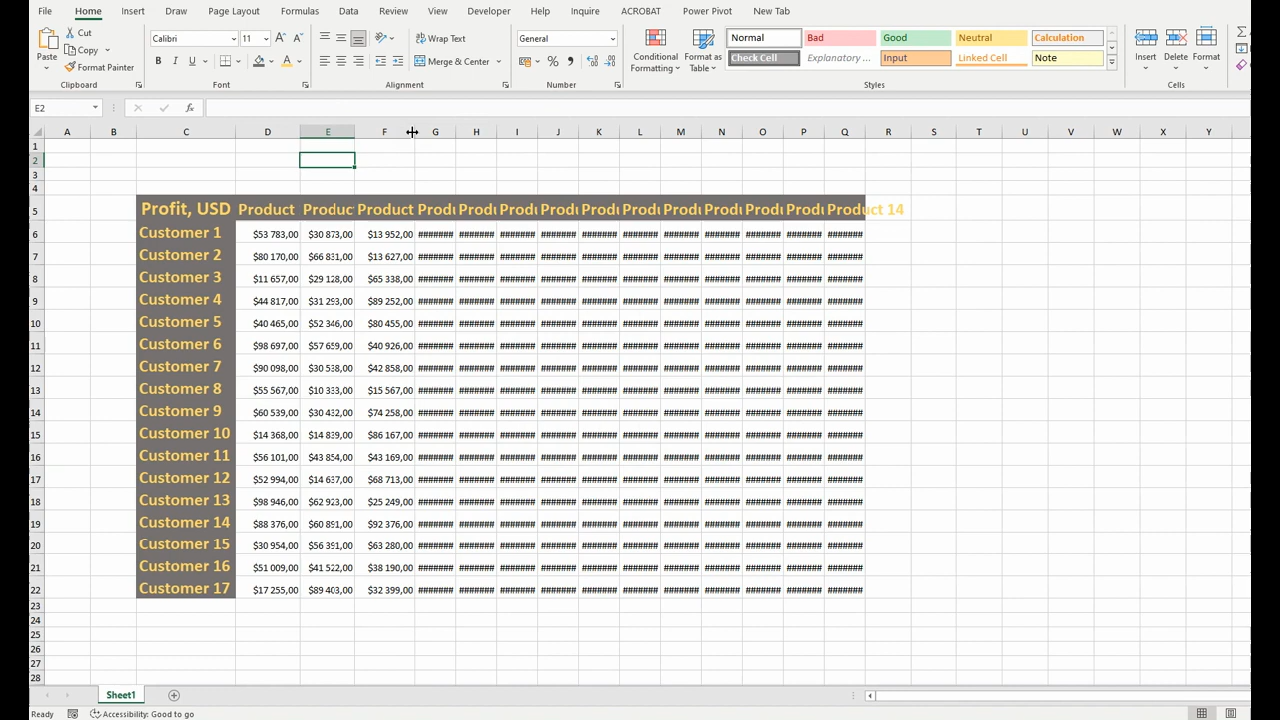 File Home Insert Draw Page Layout Formulas Data Review View Developer Help Inquire ACROBAT Power Pivot New Tab
Paste Cut Copy Format Painter Clipboard
Calibri 11 B I U Font
Wrap Text Merge & Center Alignment
General % Number
Conditional Formatting Format as Table
Normal Bad Good Neutral Calculation
Check Cell Explanatory ... Input Linked Cell Note
Styles
Insert Delete Format Cells
E2 fx
A B C D E F G H I J K L M N O P Q R S T U V W X Y
1
2
3
4
5 Profit, USD Product Produc Product Produ Produ Produ Produ Produ Produ Produ Produ Produ Produ Product 14
6 Customer 1 $53 783,00 $30 873,00 $13 952,00 ####### ####### ####### ####### ####### ####### ####### ####### ####### ####### #######
7 Customer 2 $80 170,00 $66 831,00 $13 627,00 ####### ####### ####### ####### ####### ####### ####### ####### ####### ####### #######
8 Customer 3 $11 657,00 $29 128,00 $65 338,00 ####### ####### ####### ####### ####### ####### ####### ####### ####### ####### #######
9 Customer 4 $44 817,00 $31 293,00 $89 252,00 ####### ####### ####### ####### ####### ####### ####### ####### ####### ####### #######
10 Customer 5 $40 465,00 $52 346,00 $80 455,00 ####### ####### ####### ####### ####### ####### ####### ####### ####### ####### #######
11 Customer 6 $98 697,00 $57 659,00 $40 926,00 ####### ####### ####### ####### ####### ####### ####### ####### ####### ####### #######
12 Customer 7 $90 098,00 $30 538,00 $42 858,00 ####### ####### ####### ####### ####### ####### ####### ####### ####### ####### #######
13 Customer 8 $55 567,00 $10 333,00 $15 567,00 ####### ####### ####### ####### ####### ####### ####### ####### ####### ####### #######
14 Customer 9 $60 539,00 $30 432,00 $74 258,00 ####### ####### ####### ####### ####### ####### ####### ####### ####### ####### #######
15 Customer 10 $14 368,00 $14 839,00 $86 167,00 ####### ####### ####### ####### ####### ####### ####### ####### ####### ####### #######
16 Customer 11 $56 101,00 $43 854,00 $43 169,00 ####### ####### ####### ####### ####### ####### ####### ####### ####### ####### #######
17 Customer 12 $52 994,00 $14 637,00 $68 713,00 ####### ####### ####### ####### ####### ####### ####### ####### ####### ####### #######
18 Customer 13 $98 946,00 $62 923,00 $25 249,00 ####### ####### ####### ####### ####### ####### ####### ####### ####### ####### #######
19 Customer 14 $88 376,00 $60 891,00 $92 376,00 ####### ####### ####### ####### ####### ####### ####### ####### ####### ####### #######
20 Customer 15 $30 954,00 $56 391,00 $63 280,00 ####### ####### ####### ####### ####### ####### ####### ####### ####### ####### #######
21 Customer 16 $51 009,00 $41 522,00 $38 190,00 ####### ####### ####### ####### ####### ####### ####### ####### ####### ####### #######
22 Customer 17 $17 255,00 $89 403,00 $32 399,00 ####### ####### ####### ####### ####### ####### ####### ####### ####### ####### #######
23
24
25
26
27
28
Sheet1
Ready Accessibility: Good to go